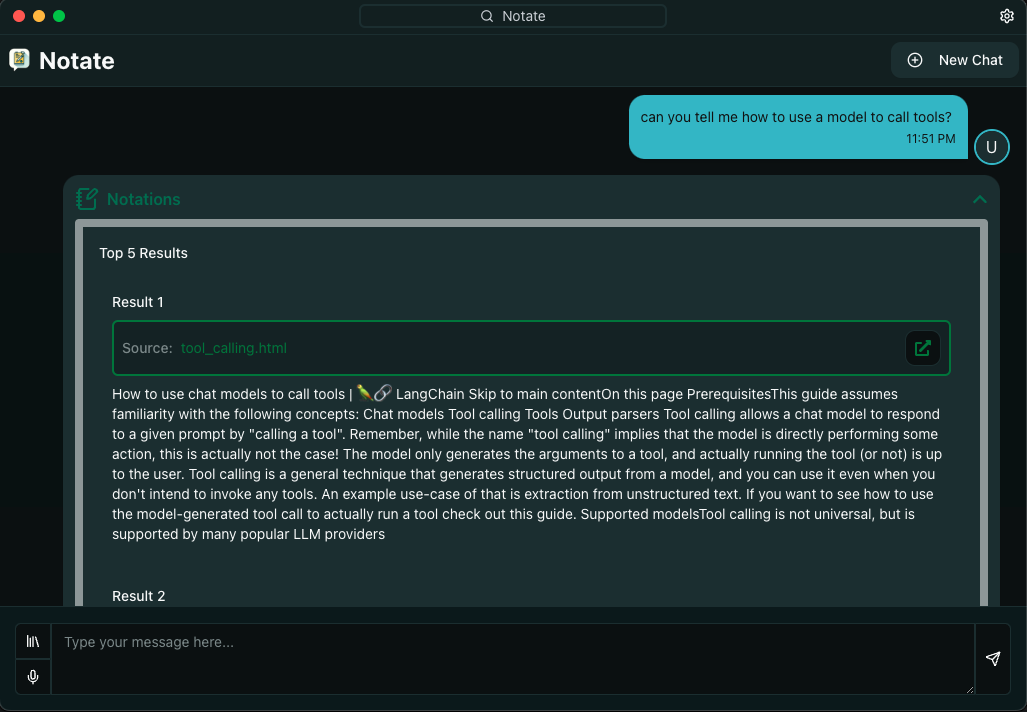 Notate
Notate
New Chat
can you tell me how to use a model to call tools?
11:51 PM
U
Notations
Top 5 Results
Result 1
Source: tool_calling.html
How to use chat models to call tools | 🦜🔗 LangChain Skip to main contentOn this page PrerequisitesThis guide assumes
familiarity with the following concepts: Chat models Tool calling Tools Output parsers Tool calling allows a chat model to respond
to a given prompt by "calling a tool". Remember, while the name "tool calling" implies that the model is directly performing some
action, this is actually not the case! The model only generates the arguments to a tool, and actually running the tool (or not) is up
to the user. Tool calling is a general technique that generates structured output from a model, and you can use it even when you
don't intend to invoke any tools. An example use-case of that is extraction from unstructured text. If you want to see how to use
the model-generated tool call to actually run a tool check out this guide. Supported modelsTool calling is not universal, but is
supported by many popular LLM providers
Result 2
Type your message here...